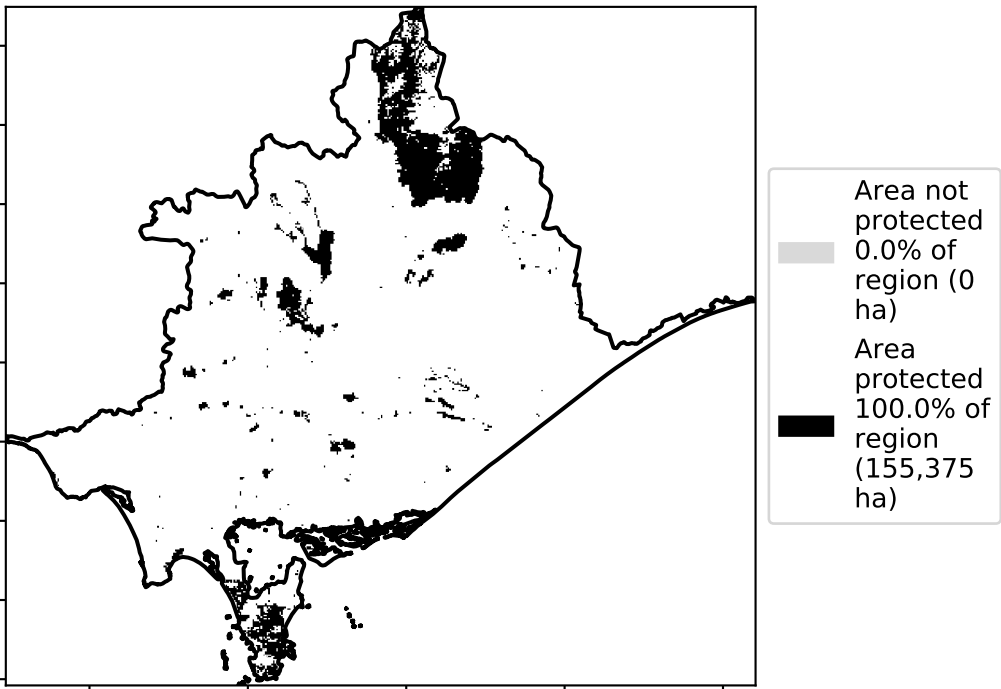 Area not
protected
0.0% of
region (0
ha)
Area
protected
100.0% of
region
(155,375
ha)